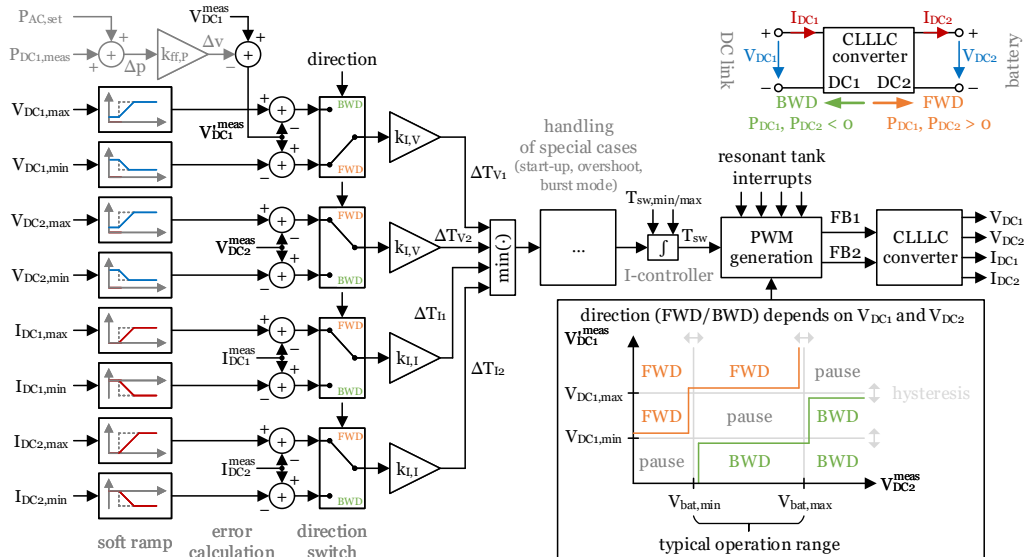 P_AC,set
P_DC1,meas
+
+
Δp
k_ff,P
Δv
V_DC1^meas
+
−
direction
V_DC1,max
V_DC1,min
V_DC2,max
V_DC2,min
I_DC1,max
I_DC1,min
I_DC2,max
I_DC2,min
+
−
V_DC1^meas
+
−
BWD
FWD
k_I,V
ΔT_V1
+
−
V_DC2^meas
+
−
FWD
BWD
k_I,V
ΔT_V2
+
−
I_DC1^meas
+
−
FWD
BWD
k_I,I
ΔT_I1
+
−
I_DC2^meas
+
−
FWD
BWD
k_I,I
ΔT_I2
soft ramp
error
calculation
direction
switch
min(·)
handling
of special cases
(start-up, overshoot,
burst mode)
...
T_sw,min/max
∫
T_sw
I-controller
resonant tank
interrupts
PWM
generation
FB1
FB2
CLLLC
converter
V_DC1
V_DC2
I_DC1
I_DC2
DC link
I_DC1
I_DC2
+
+
V_DC1
CLLLC
converter
DC1 DC2
V_DC2
−
−
battery
BWD
FWD
P_DC1, P_DC2 < 0
P_DC1, P_DC2 > 0
direction (FWD/BWD) depends on V_DC1 and V_DC2
V_DC1^meas
FWD
FWD
pause
V_DC1,max
hysteresis
FWD
pause
BWD
V_DC1,min
pause
BWD
BWD
V_DC2^meas
V_bat,min
V_bat,max
typical operation range